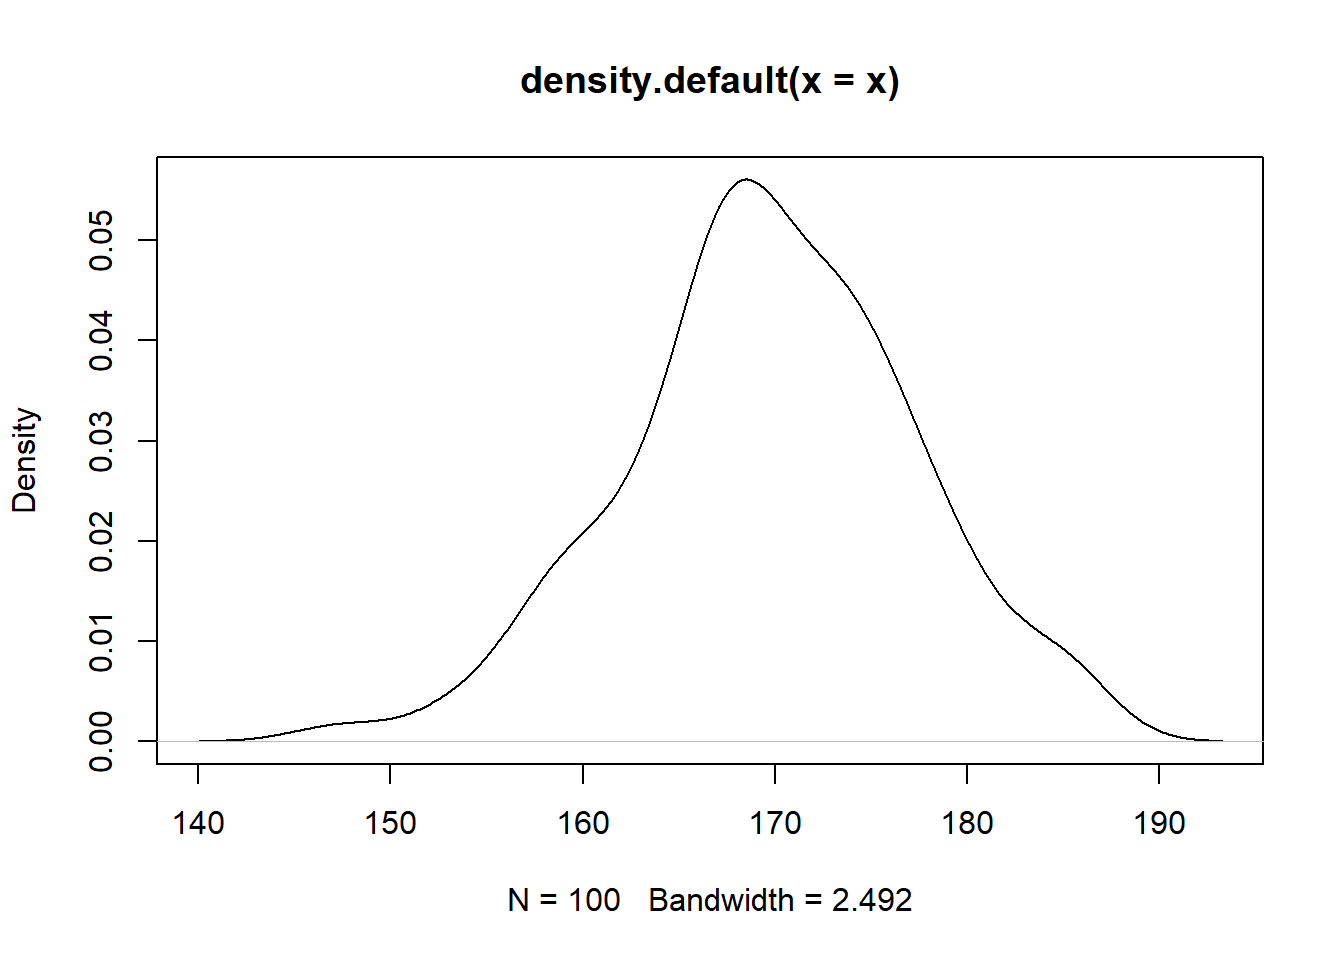 density.default(x = x)
Density
0.05
0.04
0.03
0.02
0.01
0.00
140 150 160 170 180 190
N = 100   Bandwidth = 2.492